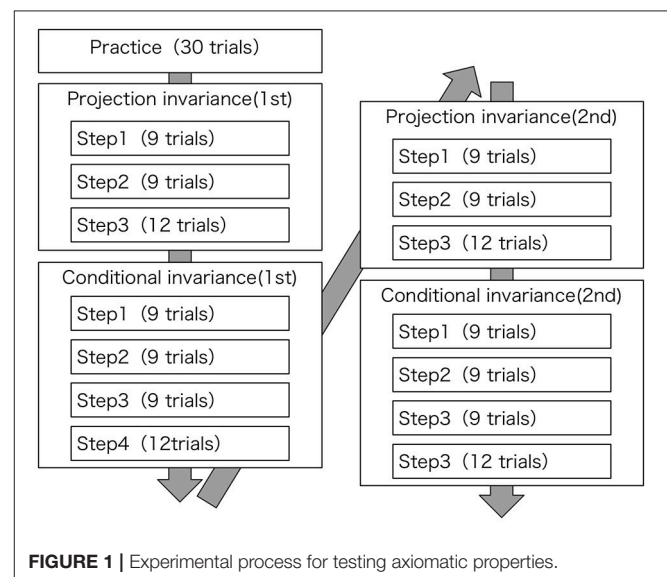 Practice（30 trials）
Projection invariance(1st)
Step1（9 trials）
Step2（9 trials）
Step3（12 trials）
Conditional invariance(1st)
Step1（9 trials）
Step2（9 trials）
Step3（9 trials）
Step4（12trials）
Projection invariance(2nd)
Step1（9 trials）
Step2（9 trials）
Step3（12 trials）
Conditional invariance(2nd)
Step1（9 trials）
Step2（9 trials）
Step3（9 trials）
Step3（12 trials）
FIGURE 1 | Experimental process for testing axiomatic properties.